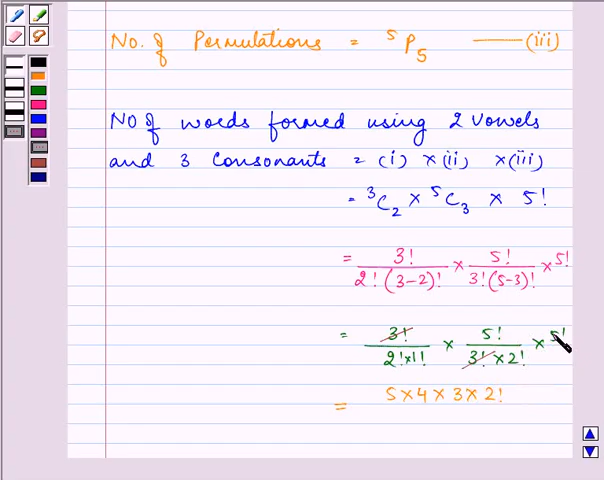 No. of Permulations = ⁵P₅ —— (iii)
NO of words formed using 2 vowels
and 3 consonants = (i) × (ii) × (iii)
= ³C₂ × ⁵C₃ × 5!
= 3! / 2! (3-2)! × 5! / 3! (5-3)! × 5!
= 3! / 2! × 1! × 5! / 3! × 2! × 5!
= 5 × 4 × 3 × 2!